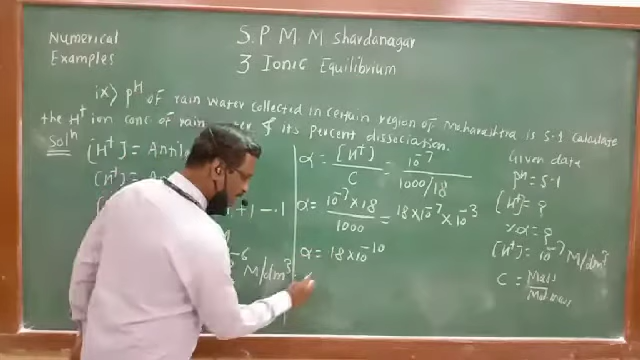 Numerical
Examples
S.P.M.M Shardanagar
3 Ionic Equilibrium
ix) pH of rain water collected in certain region of Maharashtra is 5.1 calculate
the H+ ion conc of rain & its percent dissociation.
Soln
[H+] = Antilo
[H+] =
+1 -.1
-6
M/dm³
α = [H+] / C = 10⁻⁷ / 1000/18
α = 10⁻⁷ × 18 / 1000 = 18 × 10⁻⁷ × 10⁻³
α = 18 × 10⁻¹⁰
Given data
pH = 5.1
[H+] = ?
%α = ?
[H+] = 10⁻⁷ M/dm³
C = Mass / Mol.mass